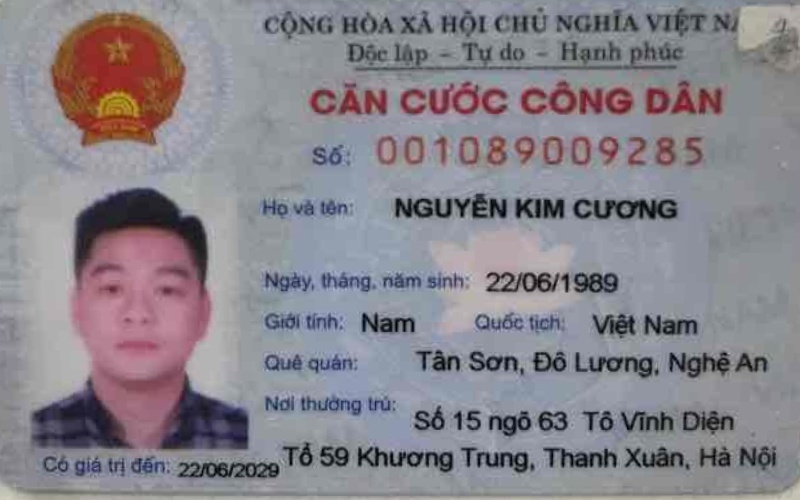 CỘNG HÒA XÃ HỘI CHỦ NGHĨA VIỆT
Độc lập – Tự do – Hạnh phúc
CĂN CƯỚC CÔNG DÂN
Số: 001089009285
Họ và tên: NGUYỄN KIM CƯƠNG
Ngày, tháng, năm sinh: 22/06/1989
Giới tính: Nam Quốc tịch: Việt Nam
Quê quán: Tân Sơn, Đô Lương, Nghệ An
Nơi thường trú: Số 15 ngõ 63 Tô Vĩnh Diện
Tổ 59 Khương Trung, Thanh Xuân, Hà Nội
Có giá trị đến: 22/06/2029